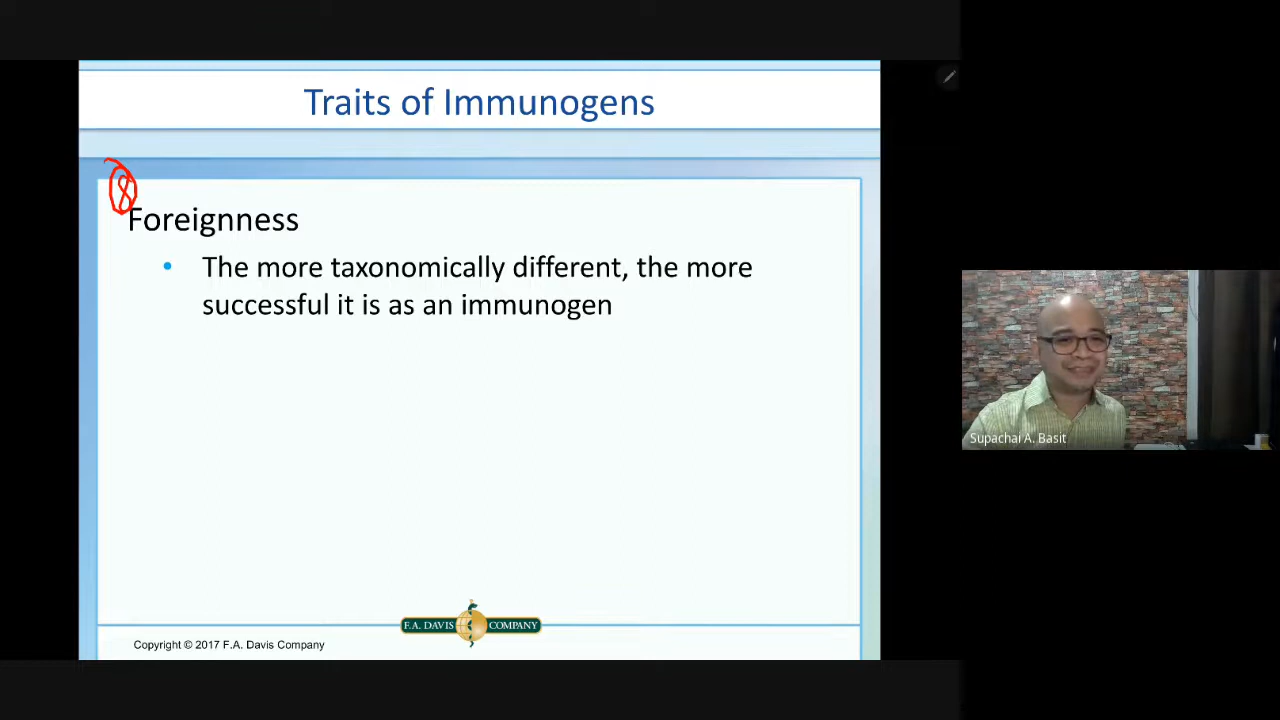 Traits of Immunogens
8
Foreignness
• The more taxonomically different, the more
successful it is as an immunogen
F.A. DAVIS COMPANY
Copyright © 2017 F.A. Davis Company
Supachai A. Basit